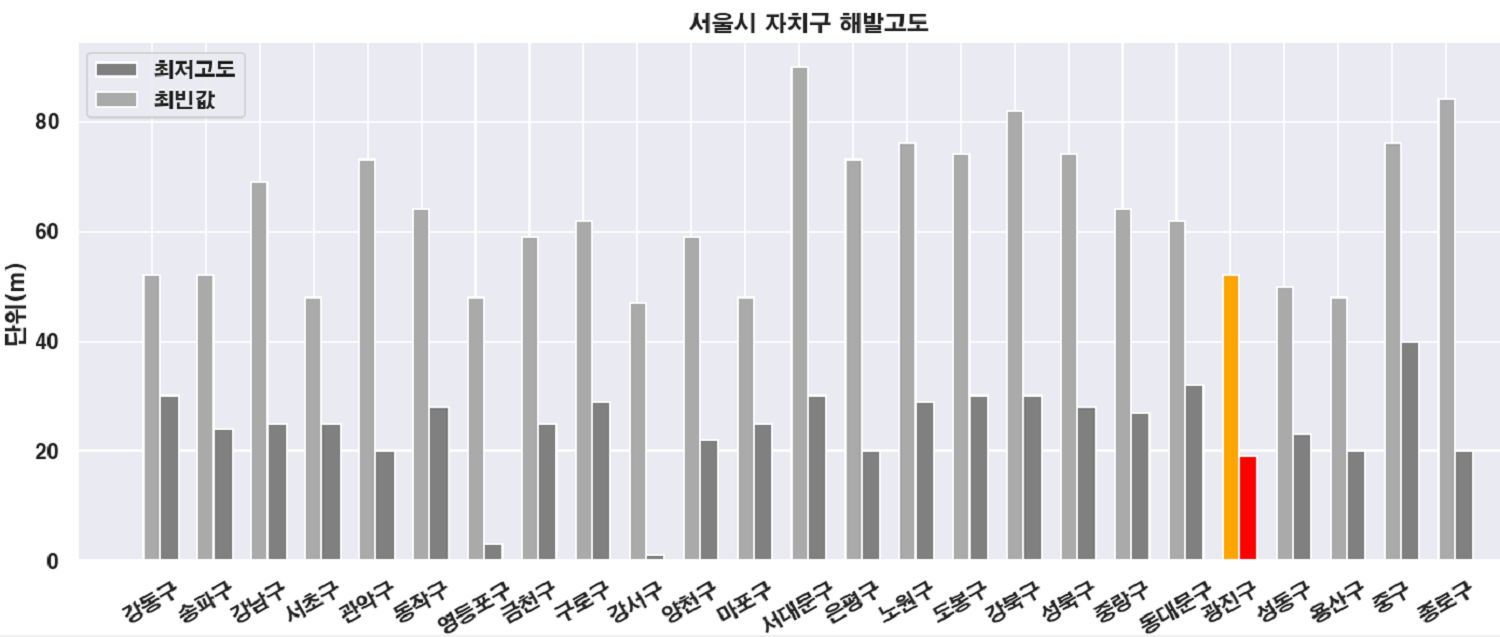 서울시 자치구 해발고도
최저고도
최빈값
단위(m)
80
60
40
20
0
강동구 송파구 강남구 서초구 관악구 동작구 영등포구 금천구 구로구 강서구 양천구 마포구 서대문구 은평구 노원구 도봉구 강북구 성북구 중랑구 동대문구 광진구 성동구 용산구 중구 종로구